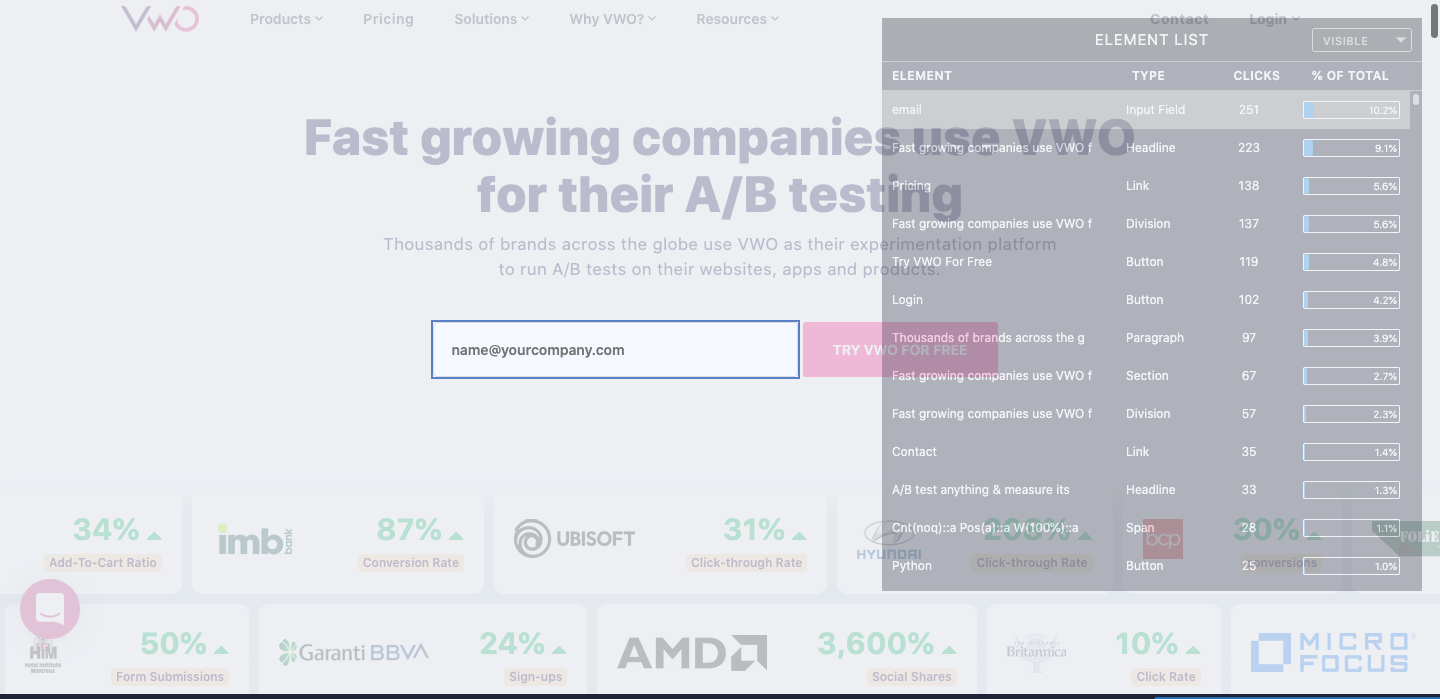 VWO
Products
Pricing
Solutions
Why VWO?
Resources
Contact
Login
ELEMENT LIST
VISIBLE
ELEMENT TYPE CLICKS % OF TOTAL
email Input Field 251 10.2%
Fast growing companies use VWO f Headline 223 9.1%
Pricing Link 138 5.6%
Fast growing companies use VWO f Division 137 5.6%
Try VWO For Free Button 119 4.8%
Login Button 102 4.2%
Thousands of brands across the g Paragraph 97 3.9%
Fast growing companies use VWO f Section 67 2.7%
Fast growing companies use VWO f Division 57 2.3%
Contact Link 35 1.4%
A/B test anything & measure its Headline 33 1.3%
Cnt(noq)::a Pos(a)::a W(100%)::a Span 28 1.1%
Python Button 25 1.0%
Fast growing companies use VWO
for their A/B testing
Thousands of brands across the globe use VWO as their experimentation platform
to run A/B tests on their websites, apps and products.
name@yourcompany.com
TRY VWO FOR FREE
34%
Add-To-Cart Ratio
imb bank
87%
Conversion Rate
UBISOFT
31%
Click-through Rate
HYUNDAI
208%
Click-through Rate
bcp
30%
Conversions
FOLIE
HIM
Hotel Institute
Montreux
50%
Form Submissions
Garanti BBVA
24%
Sign-ups
AMD
3,600%
Social Shares
Britannica
10%
Click Rate
MICRO
FOCUS